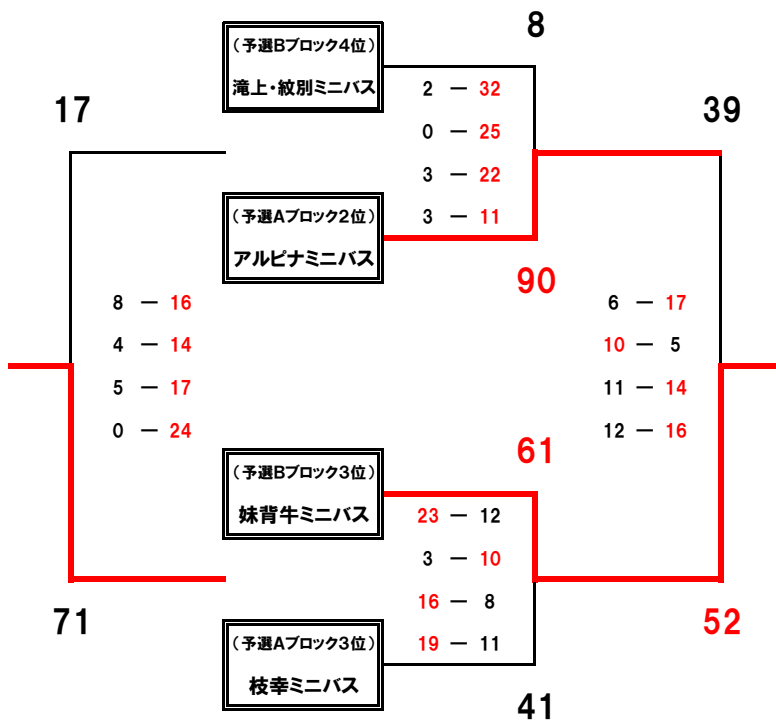 8
(予選Bブロック4位)
滝上・紋別ミニバス
2 － 32
17
39
0 － 25
3 － 22
(予選Aブロック2位)
3 － 11
アルピナミニバス
90
8 － 16
6 － 17
4 － 14
10 － 5
5 － 17
11 － 14
0 － 24
12 － 16
61
(予選Bブロック3位)
妹背牛ミニバス
23 － 12
3 － 10
16 － 8
71
52
(予選Aブロック3位)
19 － 11
枝幸ミニバス
41